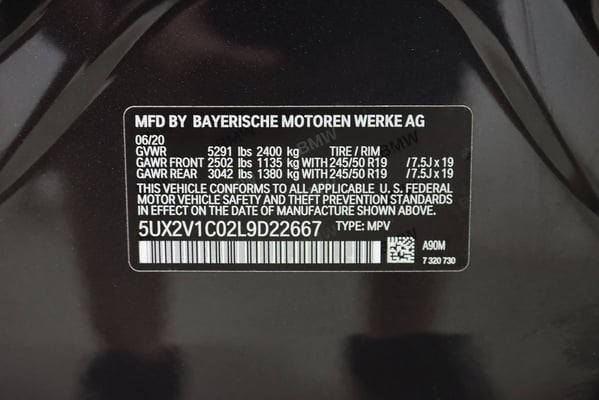 MFD BY BAYERISCHE MOTOREN WERKE AG
06/20
GVWR 5291 lbs 2400 kg TIRE / RIM
GAWR FRONT 2502 lbs 1135 kg WITH 245/50 R19 / 7.5J x 19
GAWR REAR 3042 lbs 1380 kg WITH 245/50 R19 / 7.5J x 19
THIS VEHICLE CONFORMS TO ALL APPLICABLE U. S. FEDERAL
MOTOR VEHICLE SAFETY AND THEFT PREVENTION STANDARDS
IN EFFECT ON THE DATE OF MANUFACTURE SHOWN ABOVE.
5UX2V1C02L9D22667 TYPE: MPV
A90M
7 320 730
BMW